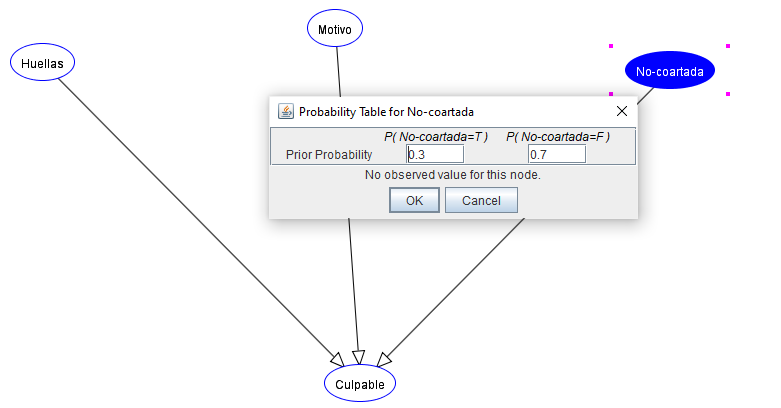 Motivo
Huellas
No-coartada
Probability Table for No-coartada
P( No-coartada=T ) P( No-coartada=F )
Prior Probability 0.3 0.7
No observed value for this node.
OK Cancel
Culpable